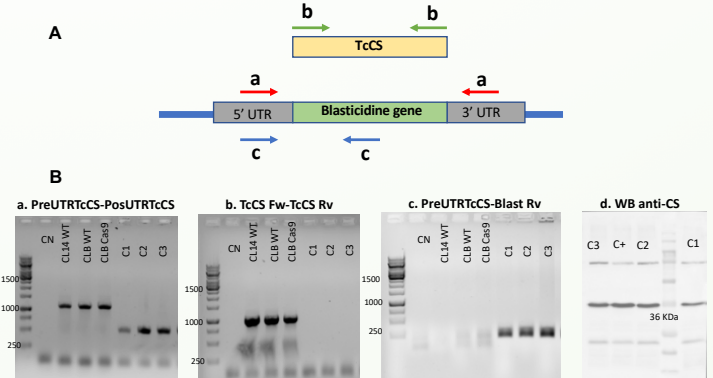 A
b
b
TcCS
a
a
5' UTR
Blasticidine gene
3' UTR
c
c
B
a. PreUTRTcCS-PosUTRTcCS
CN
CL14 WT
CLB WT
CLB Cas9
C1
C2
C3
1500
1000
250
b. TcCS Fw-TcCS Rv
CN
CL14 WT
CLB WT
CLB Cas9
C1
C2
C3
1500
1000
250
c. PreUTRTcCS-Blast Rv
CN
CL14 WT
CLB WT
CLB Cas9
C1
C2
C3
1500
1000
250
d. WB anti-CS
C3
C+
C2
C1
36 KDa